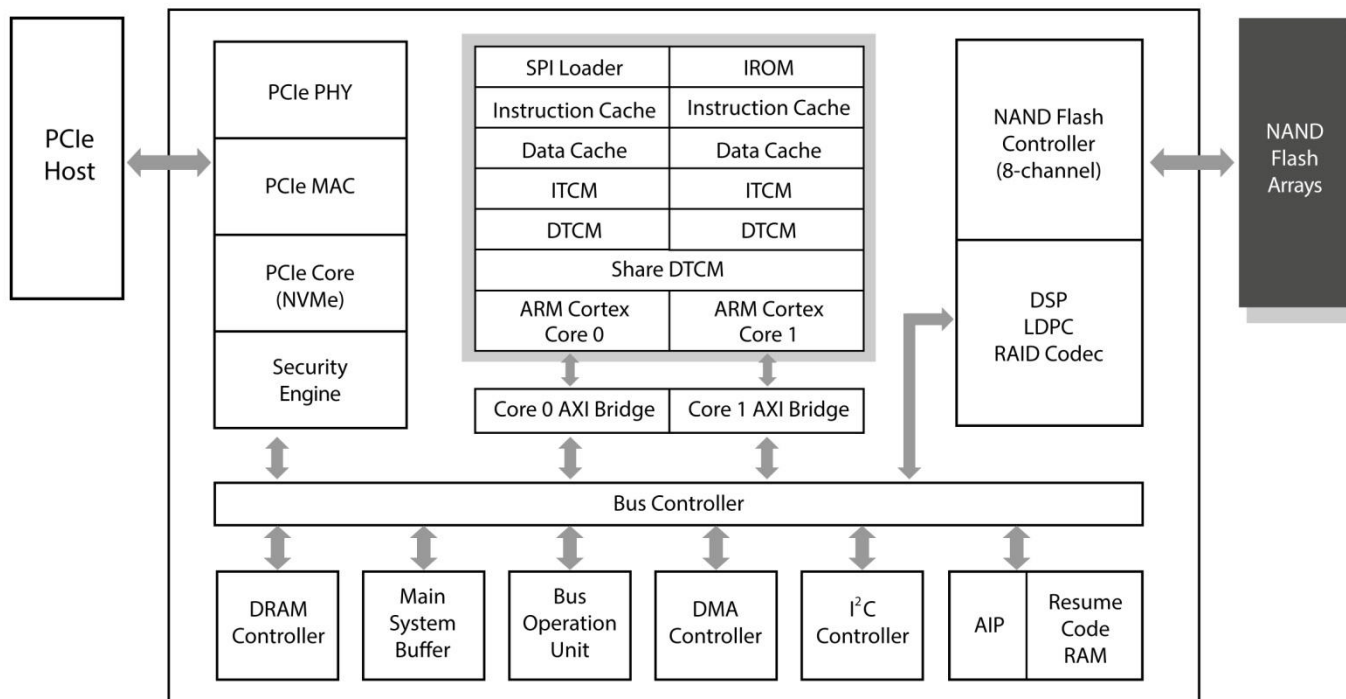 PCIe
Host
PCIe PHY
PCIe MAC
PCIe Core
(NVMe)
Security
Engine
SPI Loader
IROM
Instruction Cache
Instruction Cache
Data Cache
Data Cache
ITCM
ITCM
DTCM
DTCM
Share DTCM
ARM Cortex
Core 0
ARM Cortex
Core 1
Core 0 AXI Bridge
Core 1 AXI Bridge
NAND Flash
Controller
(8-channel)
DSP
LDPC
RAID Codec
NAND
Flash
Arrays
Bus Controller
DRAM
Controller
Main
System
Buffer
Bus
Operation
Unit
DMA
Controller
I²C
Controller
AIP
Resume
Code
RAM